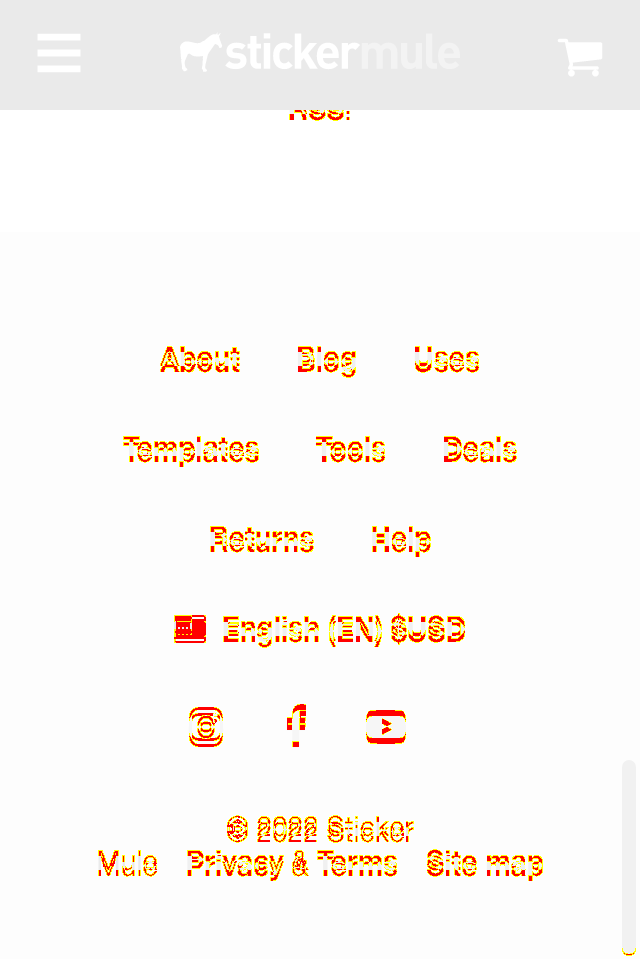 stickermule
About Blog Uses
Templates Tools Deals
Returns Help
English (EN) $USD
© 2022 Sticker
Mule Privacy & Terms Site map